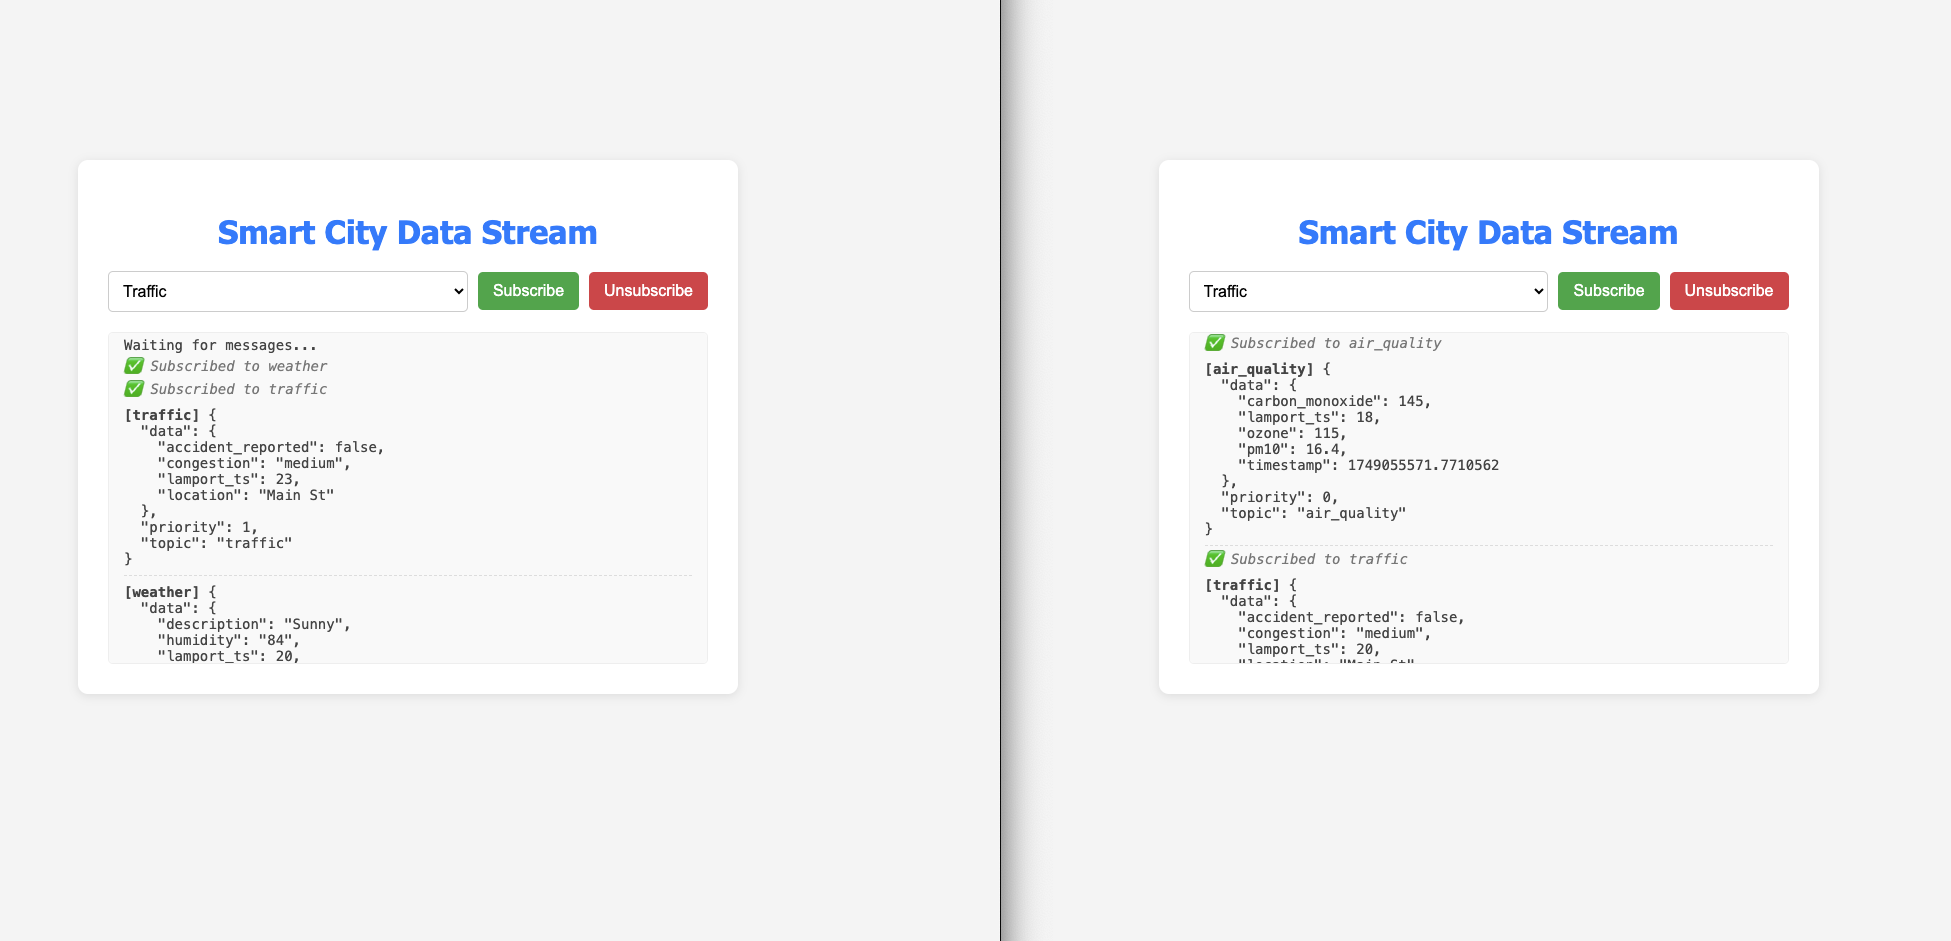 Smart City Data Stream
Traffic
Subscribe
Unsubscribe
Waiting for messages...
✅ Subscribed to weather
✅ Subscribed to traffic
[traffic] {
  "data": {
    "accident_reported": false,
    "congestion": "medium",
    "lamport_ts": 23,
    "location": "Main St"
  },
  "priority": 1,
  "topic": "traffic"
}
[weather] {
  "data": {
    "description": "Sunny",
    "humidity": "84",
    "lamport_ts": 20,
Smart City Data Stream
Traffic
Subscribe
Unsubscribe
✅ Subscribed to air_quality
[air_quality] {
  "data": {
    "carbon_monoxide": 145,
    "lamport_ts": 18,
    "ozone": 115,
    "pm10": 16.4,
    "timestamp": 1749055571.7710562
  },
  "priority": 0,
  "topic": "air_quality"
}
✅ Subscribed to traffic
[traffic] {
  "data": {
    "accident_reported": false,
    "congestion": "medium",
    "lamport_ts": 20,
    "location": "Main St"